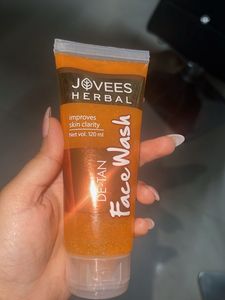 JOVEES
HERBAL
improves
skin clarity
Net vol. 120 ml
DE-TAN
Face Wash